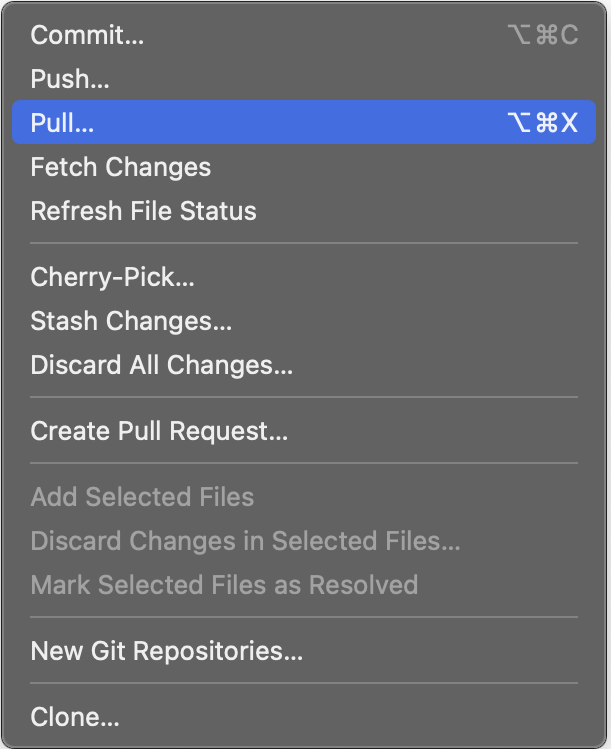 Commit... ⌥⌘C
Push...
Pull... ⌥⌘X
Fetch Changes
Refresh File Status
Cherry-Pick...
Stash Changes...
Discard All Changes...
Create Pull Request...
Add Selected Files
Discard Changes in Selected Files...
Mark Selected Files as Resolved
New Git Repositories...
Clone...